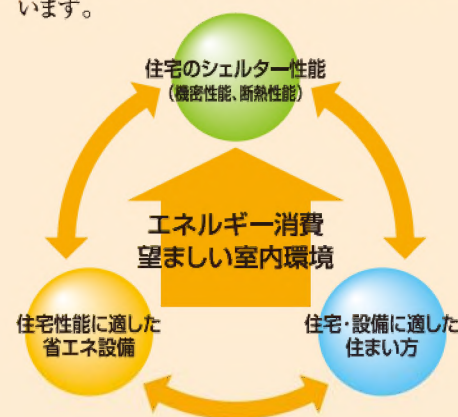 います。
住宅のシェルター性能
（機密性能、断熱性能）
エネルギー消費
望ましい室内環境
住宅性能に適した
省エネ設備
住宅・設備に適した
住まい方